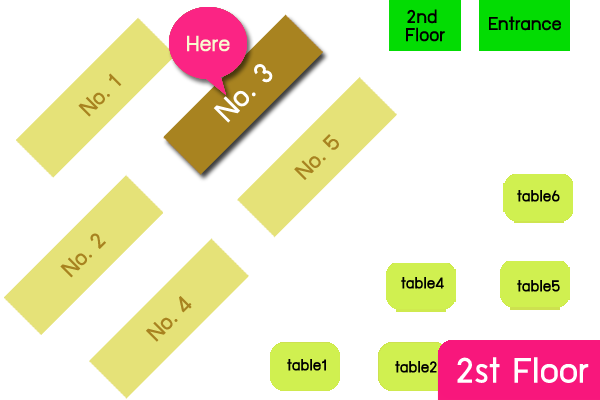 2nd
Floor
Entrance
Here
No. 1
No. 3
No. 5
table6
No. 2
table4
table5
No. 4
table1
table2
2st Floor